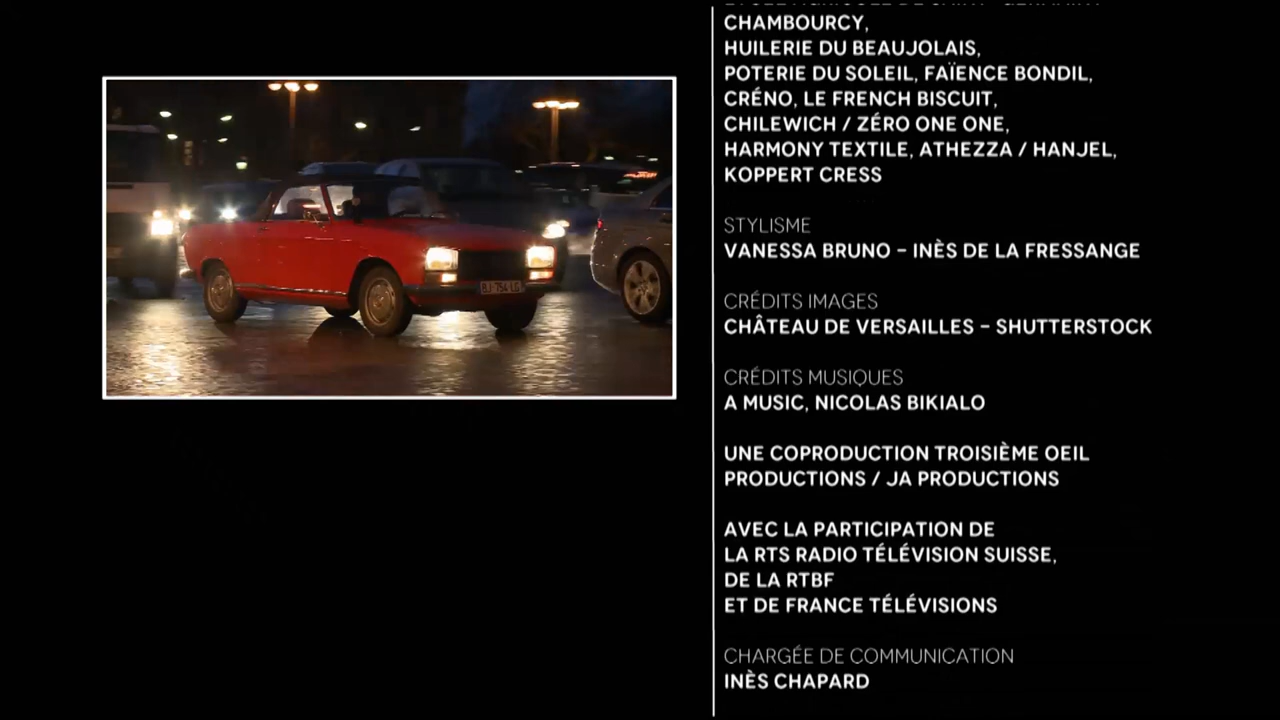 CHAMBOURCY,
HUILERIE DU BEAUJOLAIS,
POTERIE DU SOLEIL, FAÏENCE BONDIL,
CRÉNO, LE FRENCH BISCUIT,
CHILEWICH / ZÉRO ONE ONE,
HARMONY TEXTILE, ATHEZZA / HANJEL,
KOPPERT CRESS
STYLISME
VANESSA BRUNO – INÈS DE LA FRESSANGE
CRÉDITS IMAGES
CHÂTEAU DE VERSAILLES – SHUTTERSTOCK
CRÉDITS MUSIQUES
A MUSIC, NICOLAS BIKIALO
UNE COPRODUCTION TROISIÈME OEIL
PRODUCTIONS / JA PRODUCTIONS
AVEC LA PARTICIPATION DE
LA RTS RADIO TÉLÉVISION SUISSE,
DE LA RTBF
ET DE FRANCE TÉLÉVISIONS
CHARGÉE DE COMMUNICATION
INÈS CHAPARD